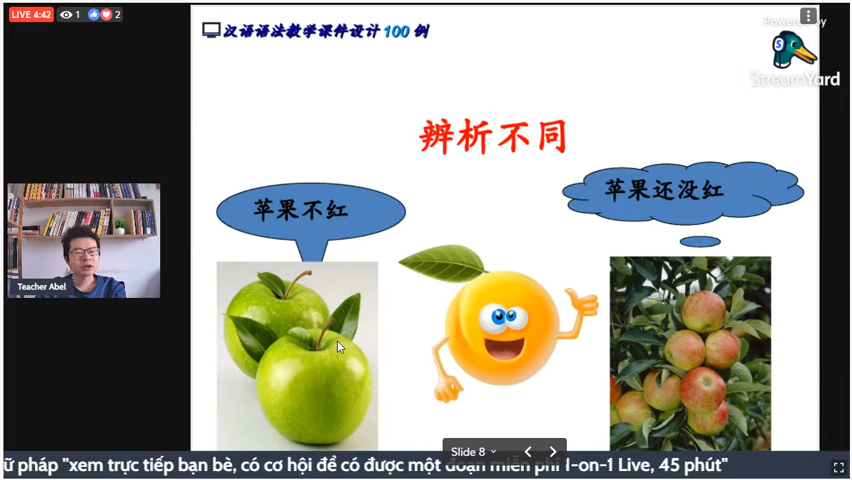 LIVE 4:42
1
2
汉语语法教学课件设计100例
Powered by
StreamYard
辨析不同
苹果不红
苹果还没红
Teacher Abel
Slide 8
ữ pháp "xem trực tiếp bạn bè, có cơ hội để có được một đoạn miễn phí 1-on-1 Live, 45 phút"